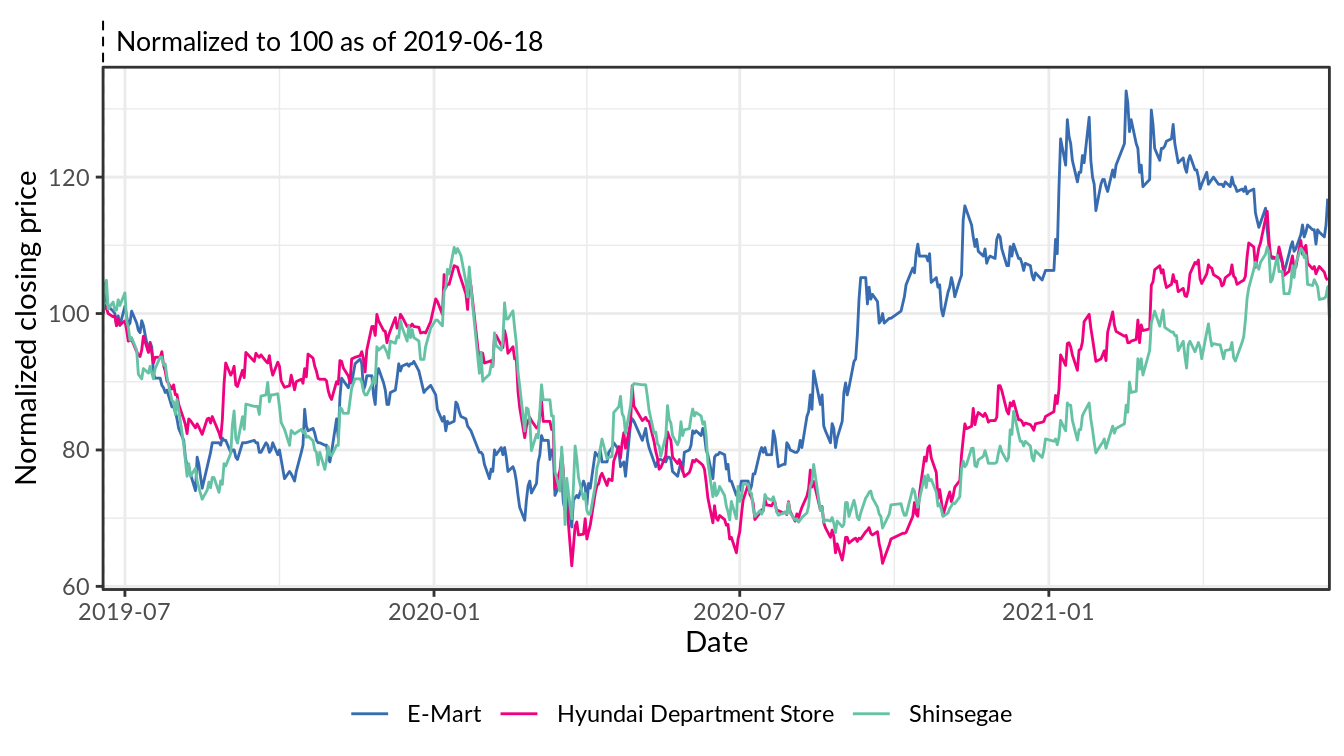 Normalized to 100 as of 2019-06-18
Normalized closing price
120
100
80
60
2019-07 2020-01 2020-07 2021-01
Date
E-Mart Hyundai Department Store Shinsegae